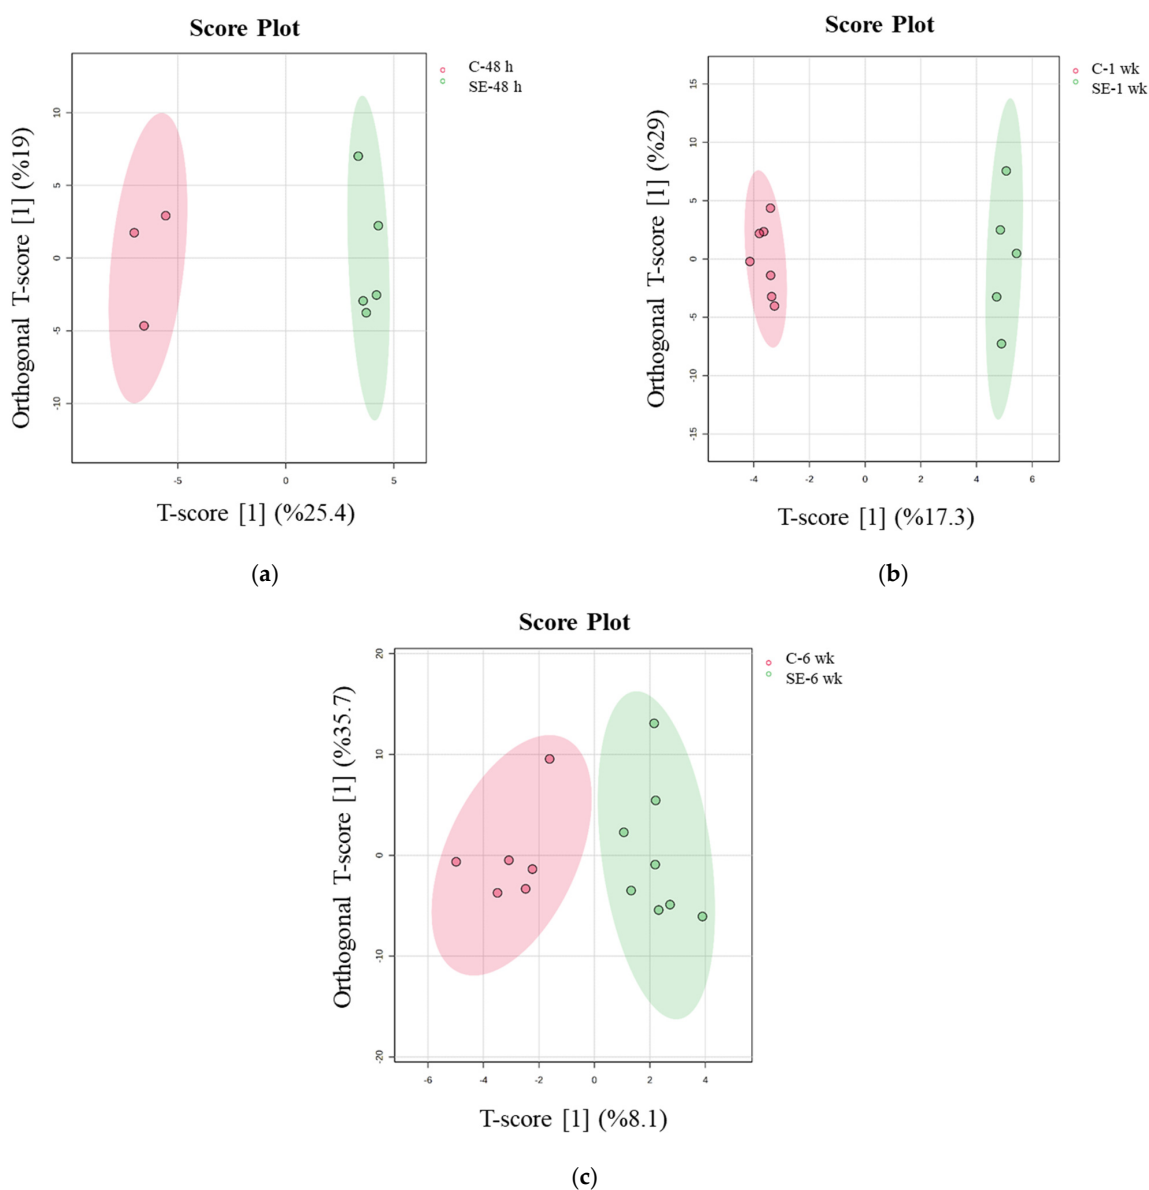 Score Plot
C-48 h
SE-48 h
Orthogonal T-score [1] (%19)
10
5
0
-5
-10
-5
0
5
T-score [1] (%25.4)
(a)
Score Plot
C-1 wk
SE-1 wk
Orthogonal T-score [1] (%29)
15
10
5
0
-5
-10
-15
-4
-2
0
2
4
6
T-score [1] (%17.3)
(b)
Score Plot
C-6 wk
SE-6 wk
Orthogonal T-score [1] (%35.7)
20
10
0
-10
-20
-6
-4
-2
0
2
4
T-score [1] (%8.1)
(c)